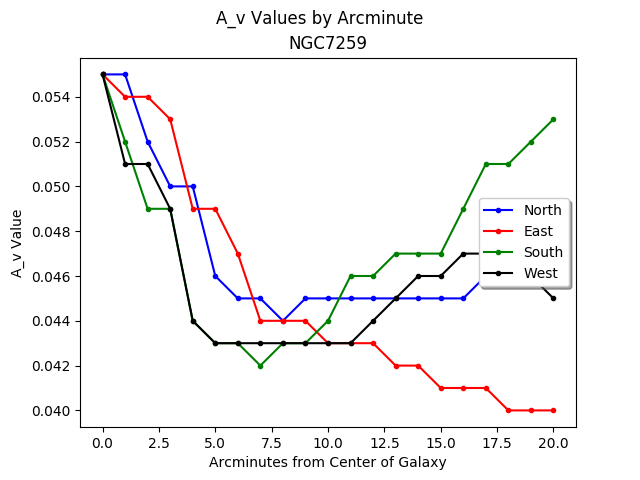 A_v Values by Arcminute
NGC7259
A_v Value
0.054
0.052
0.050
0.048
0.046
0.044
0.042
0.040
North
East
South
West
0.0 2.5 5.0 7.5 10.0 12.5 15.0 17.5 20.0
Arcminutes from Center of Galaxy